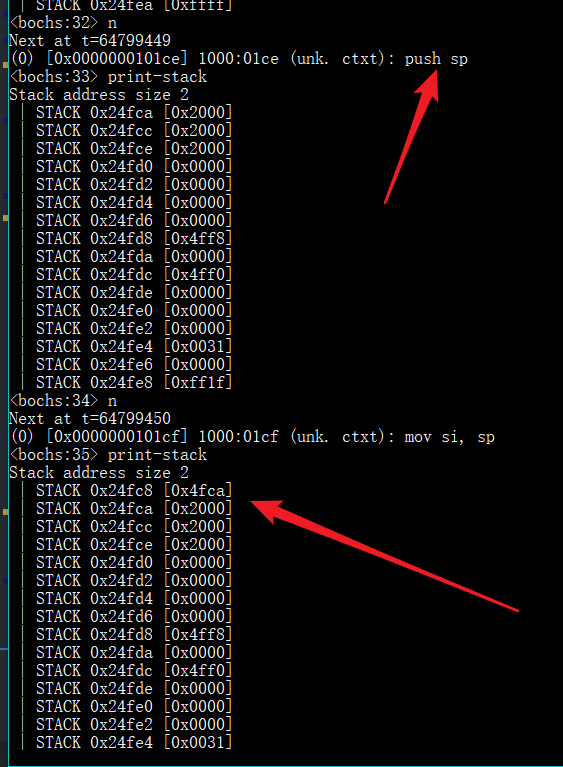 | STACK 0x24fea [0xffff]
<bochs:32> n
Next at t=64799449
(0) [0x0000000101ce] 1000:01ce (unk. ctxt): push sp
<bochs:33> print-stack
Stack address size 2
| STACK 0x24fca [0x2000]
| STACK 0x24fcc [0x2000]
| STACK 0x24fce [0x2000]
| STACK 0x24fd0 [0x0000]
| STACK 0x24fd2 [0x0000]
| STACK 0x24fd4 [0x0000]
| STACK 0x24fd6 [0x0000]
| STACK 0x24fd8 [0x4ff8]
| STACK 0x24fda [0x0000]
| STACK 0x24fdc [0x4ff0]
| STACK 0x24fde [0x0000]
| STACK 0x24fe0 [0x0000]
| STACK 0x24fe2 [0x0000]
| STACK 0x24fe4 [0x0031]
| STACK 0x24fe6 [0x0000]
| STACK 0x24fe8 [0xff1f]
<bochs:34> n
Next at t=64799450
(0) [0x0000000101cf] 1000:01cf (unk. ctxt): mov si, sp
<bochs:35> print-stack
Stack address size 2
| STACK 0x24fc8 [0x4fca]
| STACK 0x24fca [0x2000]
| STACK 0x24fcc [0x2000]
| STACK 0x24fce [0x2000]
| STACK 0x24fd0 [0x0000]
| STACK 0x24fd2 [0x0000]
| STACK 0x24fd4 [0x0000]
| STACK 0x24fd6 [0x0000]
| STACK 0x24fd8 [0x4ff8]
| STACK 0x24fda [0x0000]
| STACK 0x24fdc [0x4ff0]
| STACK 0x24fde [0x0000]
| STACK 0x24fe0 [0x0000]
| STACK 0x24fe2 [0x0000]
| STACK 0x24fe4 [0x0031]